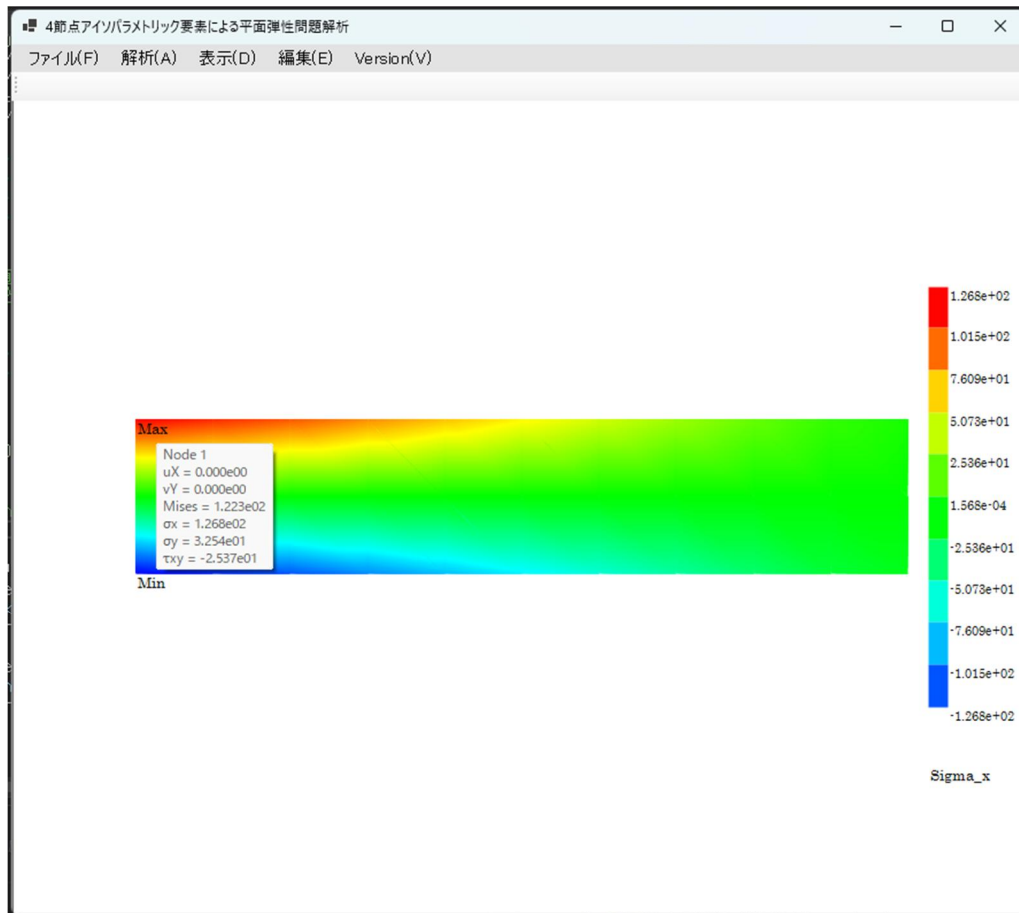 4節点アイソパラメトリック要素による平面弾性問題解析
ファイル(F) 解析(A) 表示(D) 編集(E) Version(V)
Max
Node 1
uX = 0.000e00
vY = 0.000e00
Mises = 1.223e02
σx = 1.268e02
σy = 3.254e01
τxy = -2.537e01
Min
1.268e+02
1.015e+02
7.609e+01
5.073e+01
2.536e+01
1.568e-04
-2.536e+01
-5.073e+01
-7.609e+01
-1.015e+02
-1.268e+02
Sigma_x